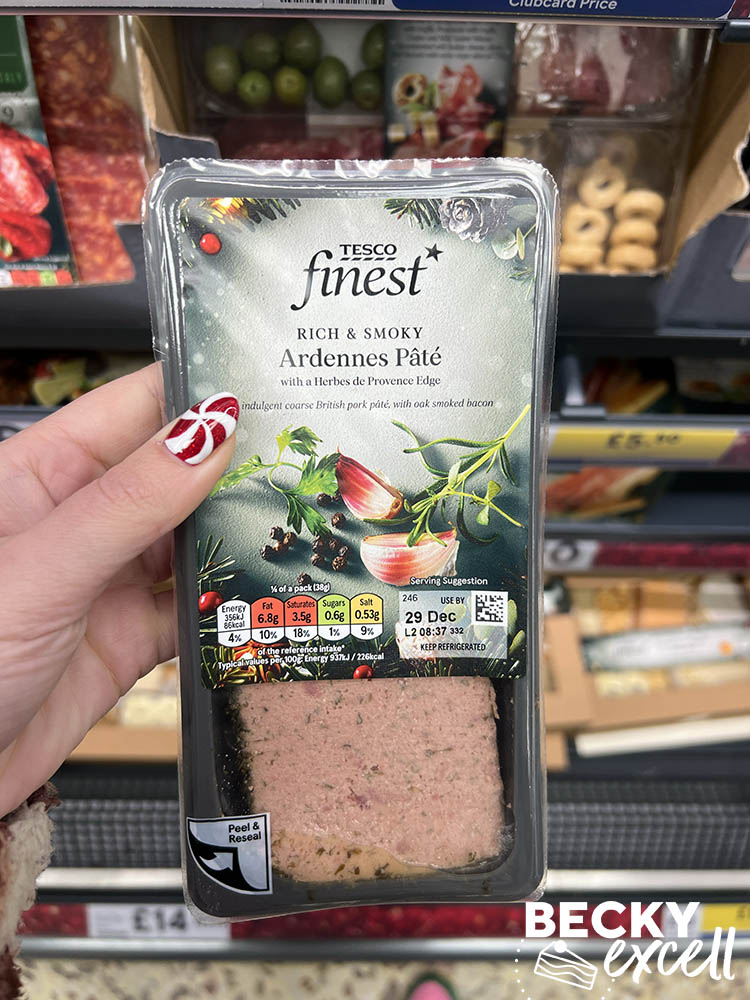 Clubcard Price
TESCO
finest*
RICH & SMOKY
Ardennes Pâté
with a Herbes de Provence Edge
indulgent coarse British pork pâté, with oak smoked bacon
Serving Suggestion
¼ of a pack (38g)
Energy 356kJ 86kcal 4%
Fat 6.8g 10%
Saturates 3.5g 18%
Sugars 0.6g 1%
Salt 0.53g 9%
of the reference intake*
Typical values per 100g: Energy 937kJ / 226kcal
246 USE BY
29 Dec
L2 08:37 332
KEEP REFRIGERATED
Peel &
Reseal
£14
BECKY
excell